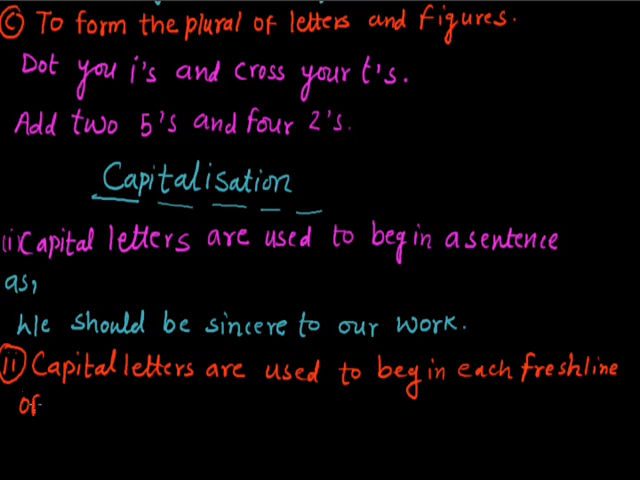 (c) To form the plural of letters and figures.
Dot you i's and cross your t's.
Add two 5's and four 2's.
Capitalisation
(i) Capital letters are used to begin a sentence
as,
We should be sincere to our work.
(ii) Capital letters are used to begin each fresh line
of